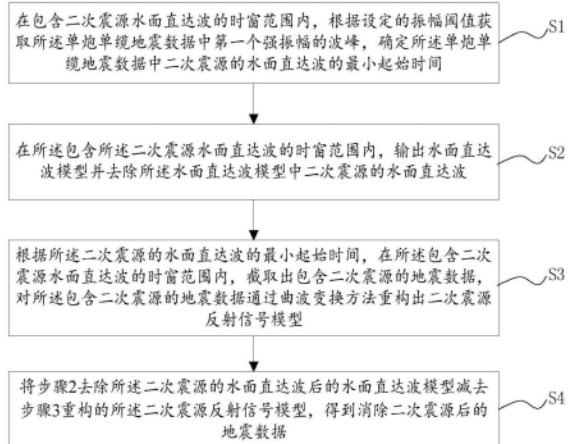 在包含二次震源水面直达波的时窗范围内，根据设定的振幅阈值获
取所述单炮单缆地震数据中第一个强振幅的波峰，确定所述单炮单
缆地震数据中二次震源的水面直达波的最小起始时间
S1
在所述包含所述二次震源水面直达波的时窗范围内，输出水面直达
波模型并去除所述水面直达波模型中二次震源的水面直达波
S2
根据所述二次震源的水面直达波的最小起始时间，在所述包含二次
震源水面直达波的时窗范围内，截取出包含二次震源的地震数据，
对所述包含二次震源的地震数据通过曲波变换方法重构出二次震源
反射信号模型
S3
将步骤2去除所述二次震源的水面直达波后的水面直达波模型减去
步骤3重构的所述二次震源反射信号模型，得到消除二次震源后的
地震数据
S4